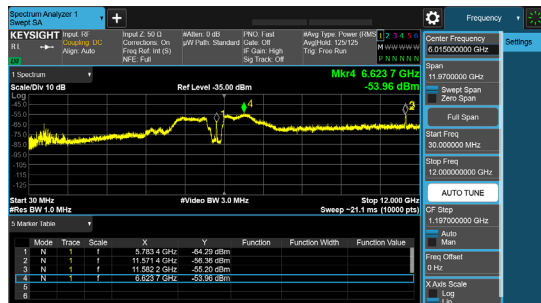 Spectrum Analyzer 1
Swept SA
Frequency
KEYSIGHT Input: RF
Coupling: DC
Align: Auto
Input Z: 50 Ω
Corrections: On
Freq Ref: Int (S)
NFE: Full
#Atten: 0 dB
µW Path: Standard
PNO: Fast
Gate: Off
IF Gain: High
Sig Track: Off
#Avg Type: Power (RMS
Avg|Hold: 125/125
Trig: Free Run
1 2 3 4 5 6
M W W W W W
P N N N N N
Center Frequency
6.015000000 GHz
Settings
Span
11.9700000 GHz
Swept Span
Zero Span
Full Span
Start Freq
30.000000 MHz
Stop Freq
12.000000000 GHz
AUTO TUNE
CF Step
1.197000000 GHz
Auto
Man
Freq Offset
0 Hz
X Axis Scale
Log
Lin
1 Spectrum
Scale/Div 10 dB
Ref Level -35.00 dBm
Mkr4 6.623 7 GHz
-53.96 dBm
Log
-45.0
-55.0
-65.0
-75.0
-85.0
-95.0
-105
-115
-125
1
4
Start 30 MHz
#Video BW 3.0 MHz
Stop 12.000 GHz
#Res BW 1.0 MHz
Sweep ~21.1 ms (10000 pts)
5 Marker Table
Mode Trace Scale X Y Function Function Width Function Value
1 N 1 f 5.783 4 GHz -64.29 dBm
2 N 1 f 11.571 4 GHz -56.36 dBm
3 N 1 f 11.582 2 GHz -55.20 dBm
4 N 1 f 6.623 7 GHz -53.96 dBm
5
6